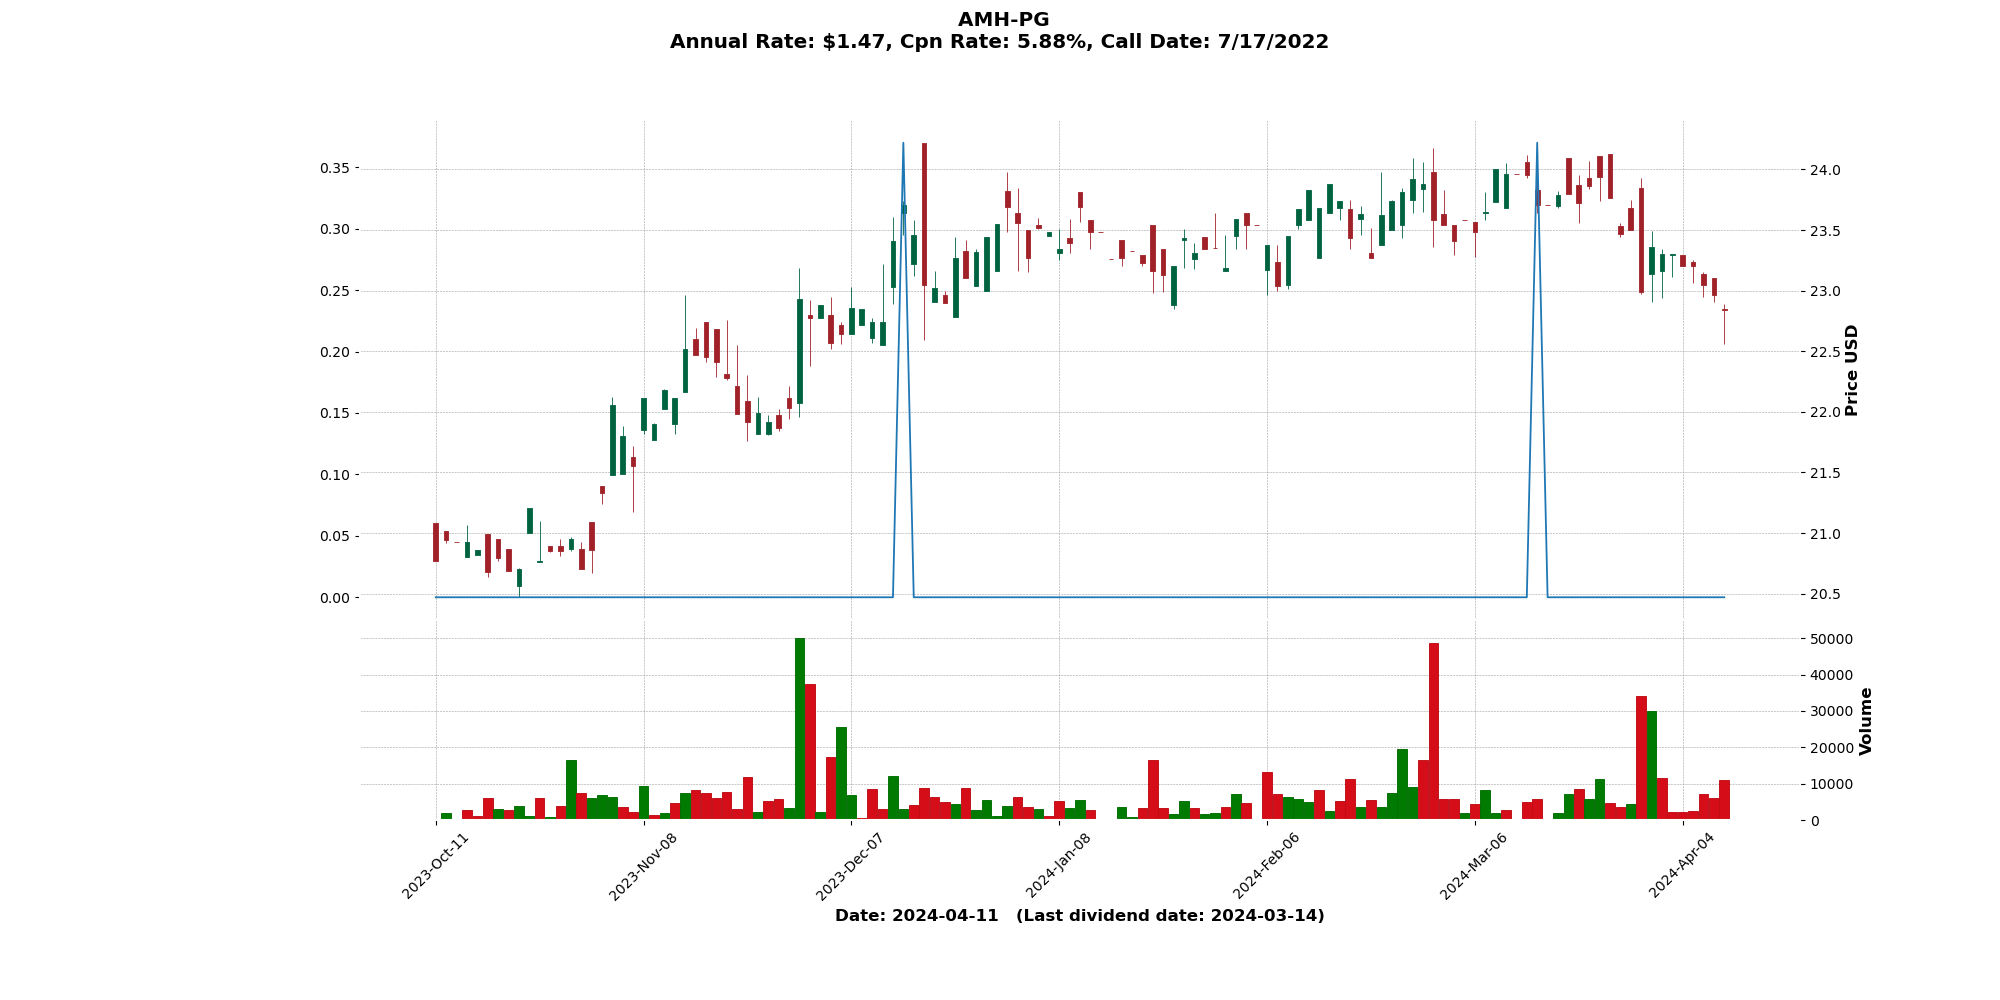 AMH-PG
Annual Rate: $1.47, Cpn Rate: 5.88%, Call Date: 7/17/2022
0.35
0.30
0.25
0.20
0.15
0.10
0.05
0.00
24.0
23.5
23.0
22.5
22.0
21.5
21.0
20.5
Price USD
50000
40000
30000
20000
10000
0
Volume
2023-Oct-11
2023-Nov-08
2023-Dec-07
2024-Jan-08
2024-Feb-06
2024-Mar-06
2024-Apr-04
Date: 2024-04-11 (Last dividend date: 2024-03-14)